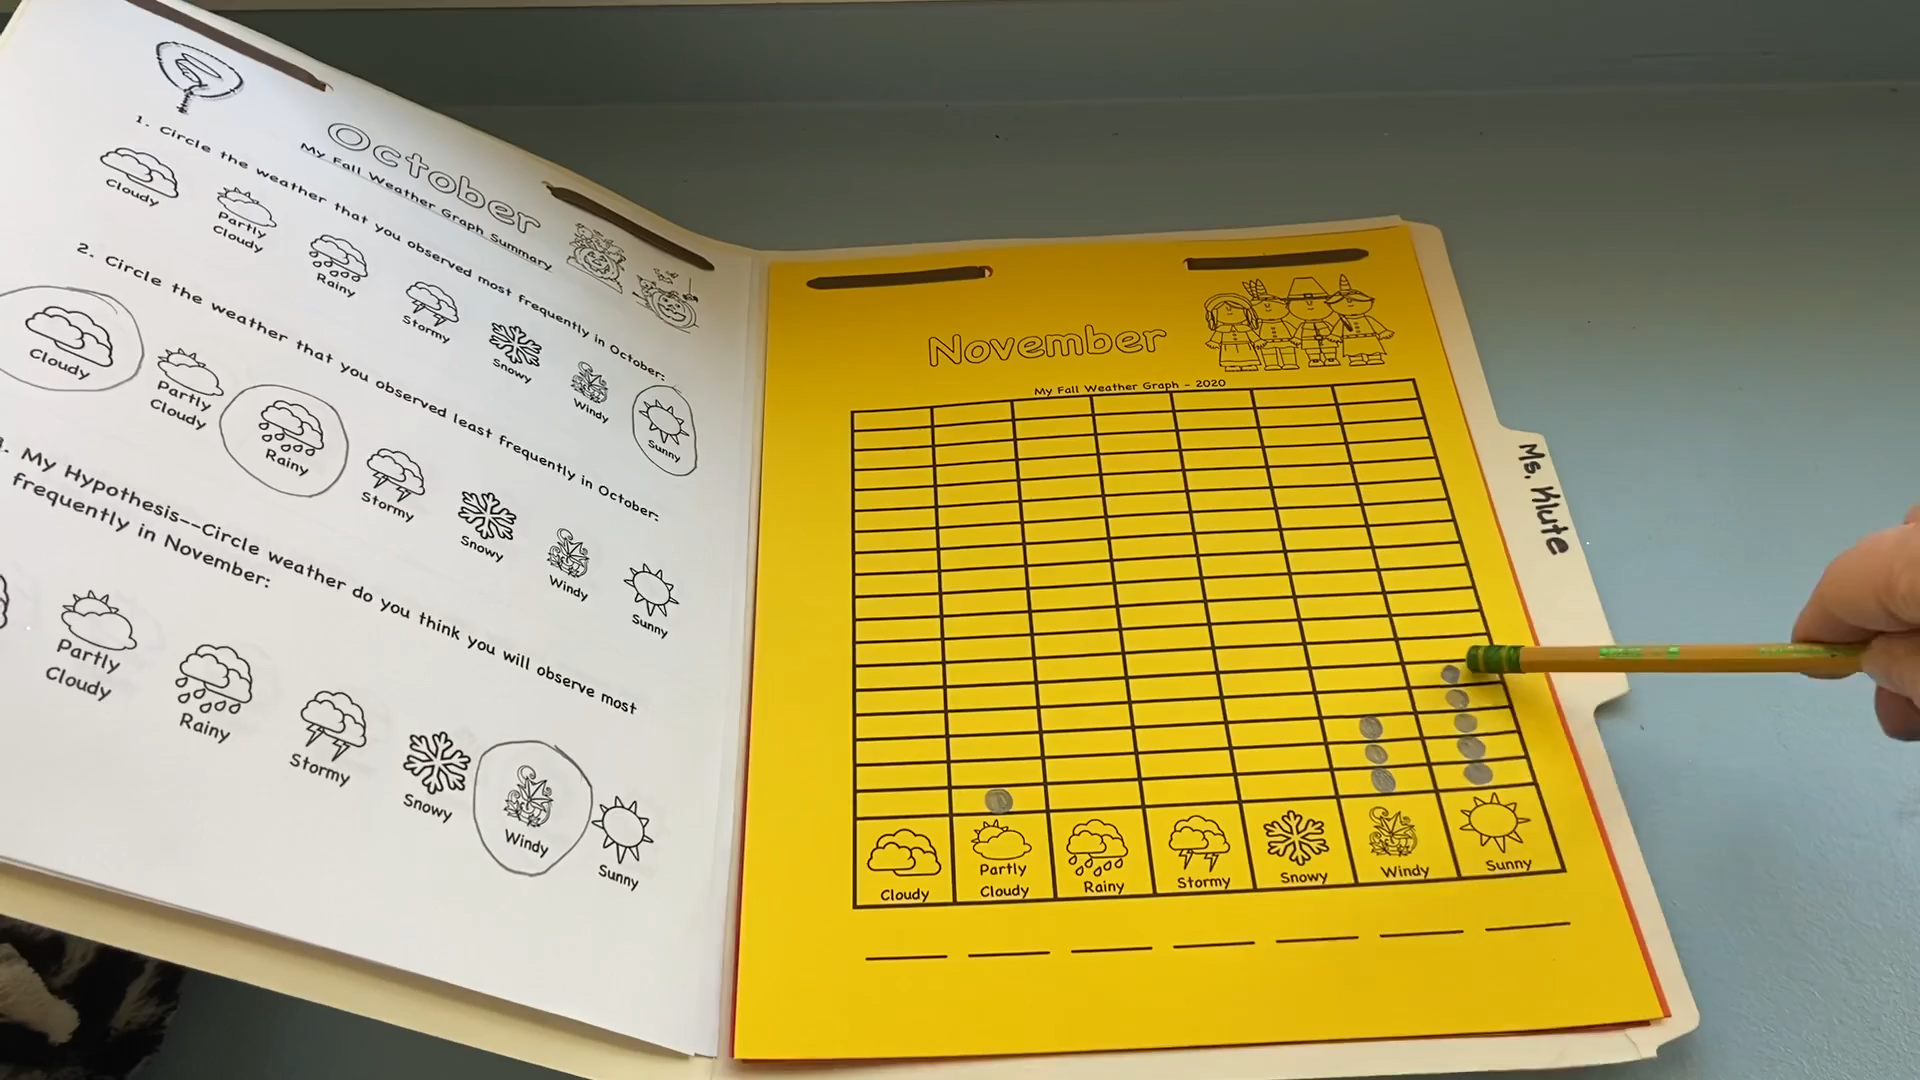 October
My Fall Weather Graph Summary
1. Circle the weather that you observed most frequently in October:
Cloudy
Partly
Cloudy
Rainy
Stormy
Snowy
Windy
Sunny
2. Circle the weather that you observed least frequently in October:
Cloudy
Partly
Cloudy
Rainy
Stormy
Snowy
Windy
Sunny
My Hypothesis--Circle weather do you think you will observe most
frequently in November:
Partly
Cloudy
Rainy
Stormy
Snowy
Windy
Sunny
November
My Fall Weather Graph - 2020
Cloudy
Partly
Cloudy
Rainy
Stormy
Snowy
Windy
Sunny
Ms. Klute